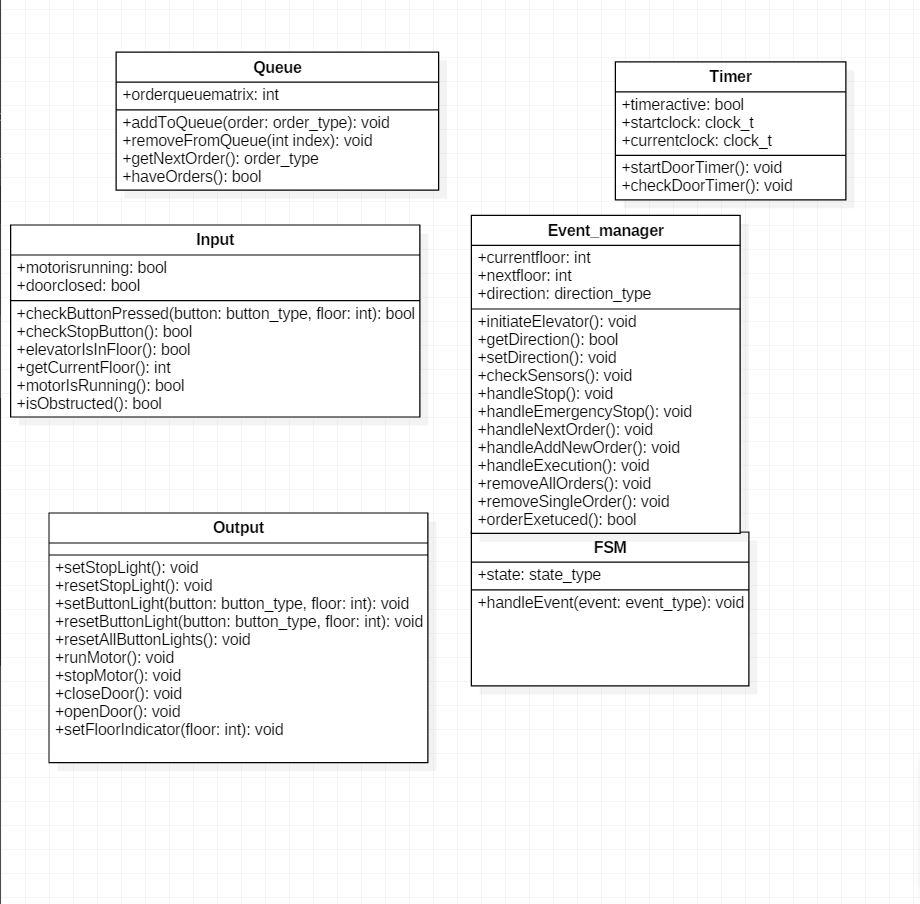 Queue
+orderqueuematrix: int
+addToQueue(order: order_type): void
+removeFromQueue(int index): void
+getNextOrder(): order_type
+haveOrders(): bool
Timer
+timeractive: bool
+startclock: clock_t
+currentclock: clock_t
+startDoorTimer(): void
+checkDoorTimer(): void
Input
+motorisrunning: bool
+doorclosed: bool
+checkButtonPressed(button: button_type, floor: int): bool
+checkStopButton(): bool
+elevatorIsInFloor(): bool
+getCurrentFloor(): int
+motorIsRunning(): bool
+isObstructed(): bool
Event_manager
+currentfloor: int
+nextfloor: int
+direction: direction_type
+initiateElevator(): void
+getDirection(): bool
+setDirection(): void
+checkSensors(): void
+handleStop(): void
+handleEmergencyStop(): void
+handleNextOrder(): void
+handleAddNewOrder(): void
+handleExecution(): void
+removeAllOrders(): void
+removeSingleOrder(): void
+orderExetuced(): bool
Output
+setStopLight(): void
+resetStopLight(): void
+setButtonLight(button: button_type, floor: int): void
+resetButtonLight(button: button_type, floor: int): void
+resetAllButtonLights(): void
+runMotor(): void
+stopMotor(): void
+closeDoor(): void
+openDoor(): void
+setFloorIndicator(floor: int): void
FSM
+state: state_type
+handleEvent(event: event_type): void